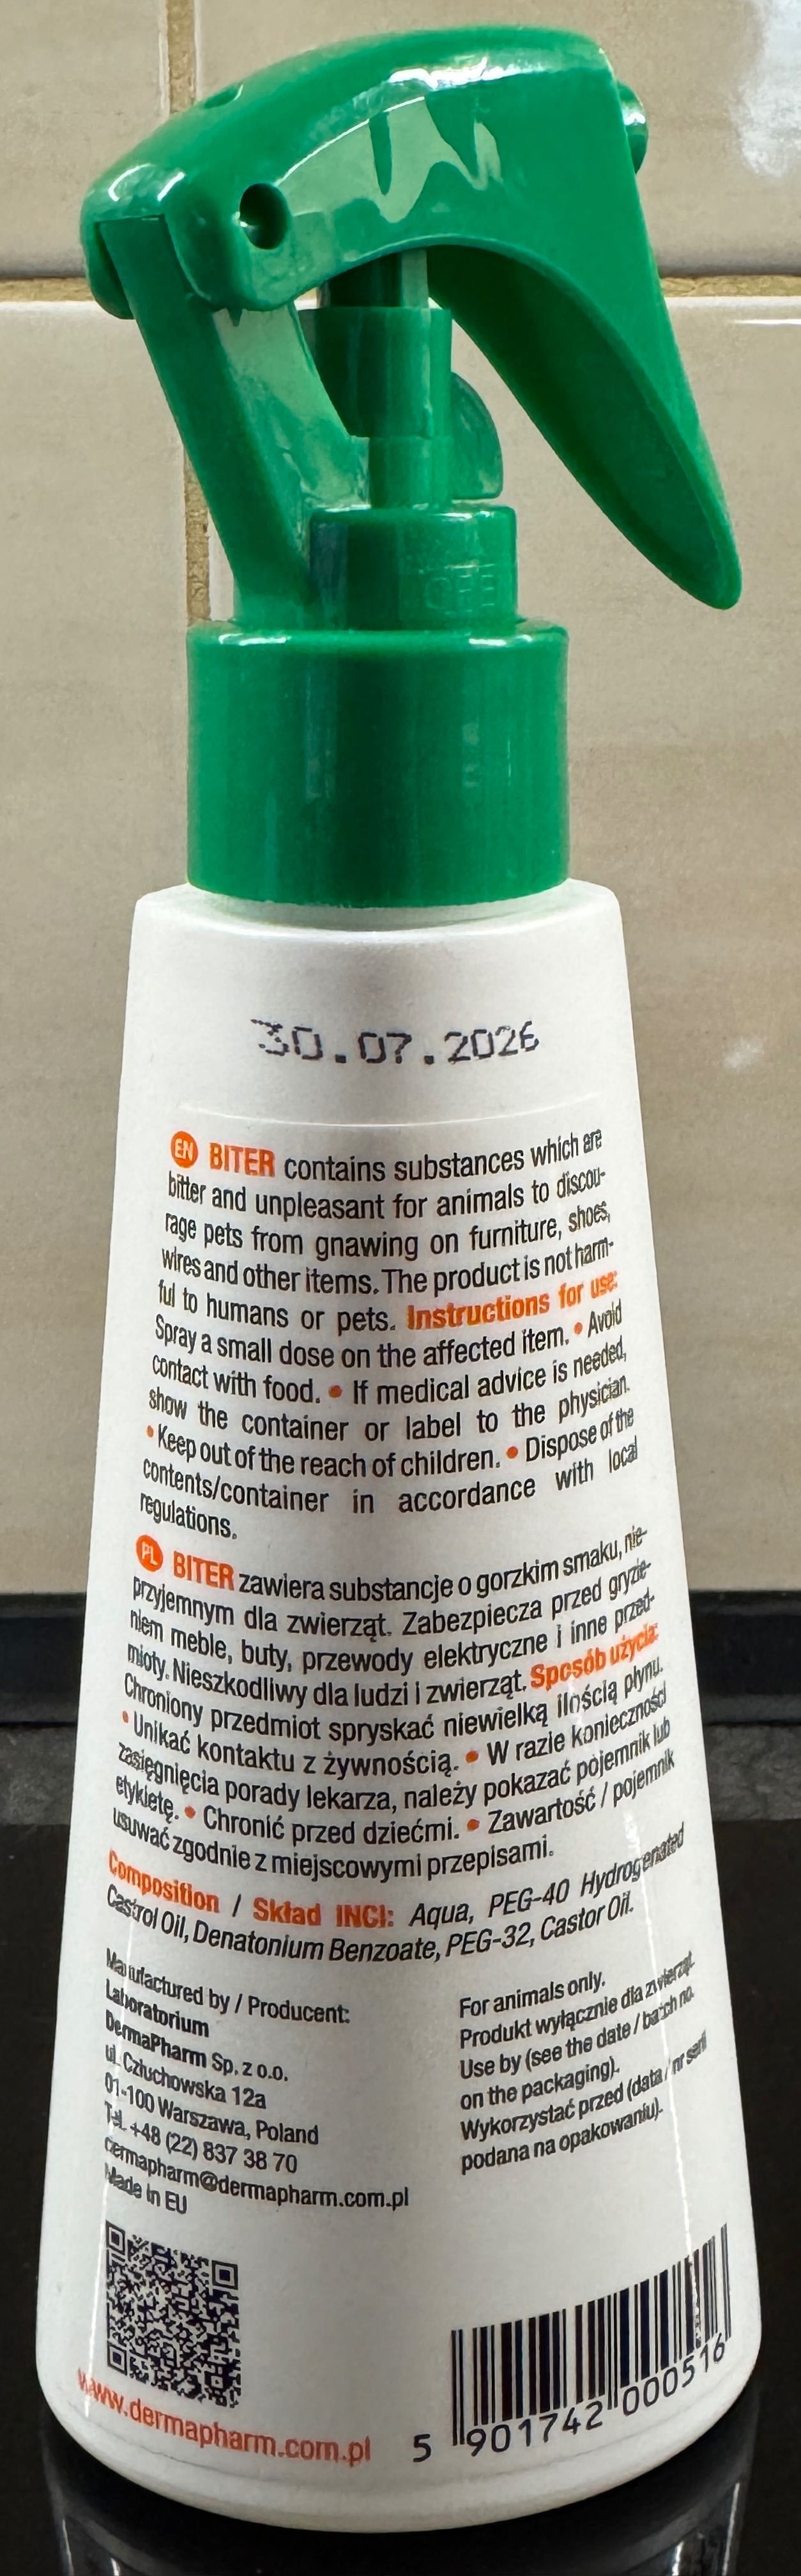 30.07.2026
EN BITER contains substances which are
bitter and unpleasant for animals to discou-
rage pets from gnawing on furniture, shoes,
wires and other items. The product is not harm-
ful to humans or pets. Instructions for use:
Spray a small dose on the affected item. • Avoid
contact with food. • If medical advice is needed,
show the container or label to the physician.
• Keep out of the reach of children. • Dispose of the
contents/container in accordance with local
regulations.
PL BITER zawiera substancje o gorzkim smaku, nie-
przyjemnym dla zwierząt. Zabezpiecza przed gryzie-
niem meble, buty, przewody elektryczne i inne przed-
mioty. Nieszkodliwy dla ludzi i zwierząt. Sposób użycia:
Chroniony przedmiot spryskać niewielką ilością płynu.
• Unikać kontaktu z żywnością. • W razie konieczności
zasięgnięcia porady lekarza, należy pokazać pojemnik lub
etykietę. • Chronić przed dziećmi. • Zawartość / pojemnik
usuwać zgodnie z miejscowymi przepisami.
Composition / Skład INCI: Aqua, PEG-40 Hydrogenated
Castrol Oil, Denatonium Benzoate, PEG-32, Castor Oil.
Manufactured by / Producent:
Laboratorium
DermaPharm Sp. z o.o.
ul. Człuchowska 12a
01-100 Warszawa, Poland
Tel. +48 (22) 837 38 70
dermapharm@dermapharm.com.pl
Made in EU
For animals only.
Produkt wyłącznie dla zwierząt.
Use by (see the date / batch no.
on the packaging).
Wykorzystać przed (data / nr serii
podana na opakowaniu).
www.dermapharm.com.pl
5 901742 000516